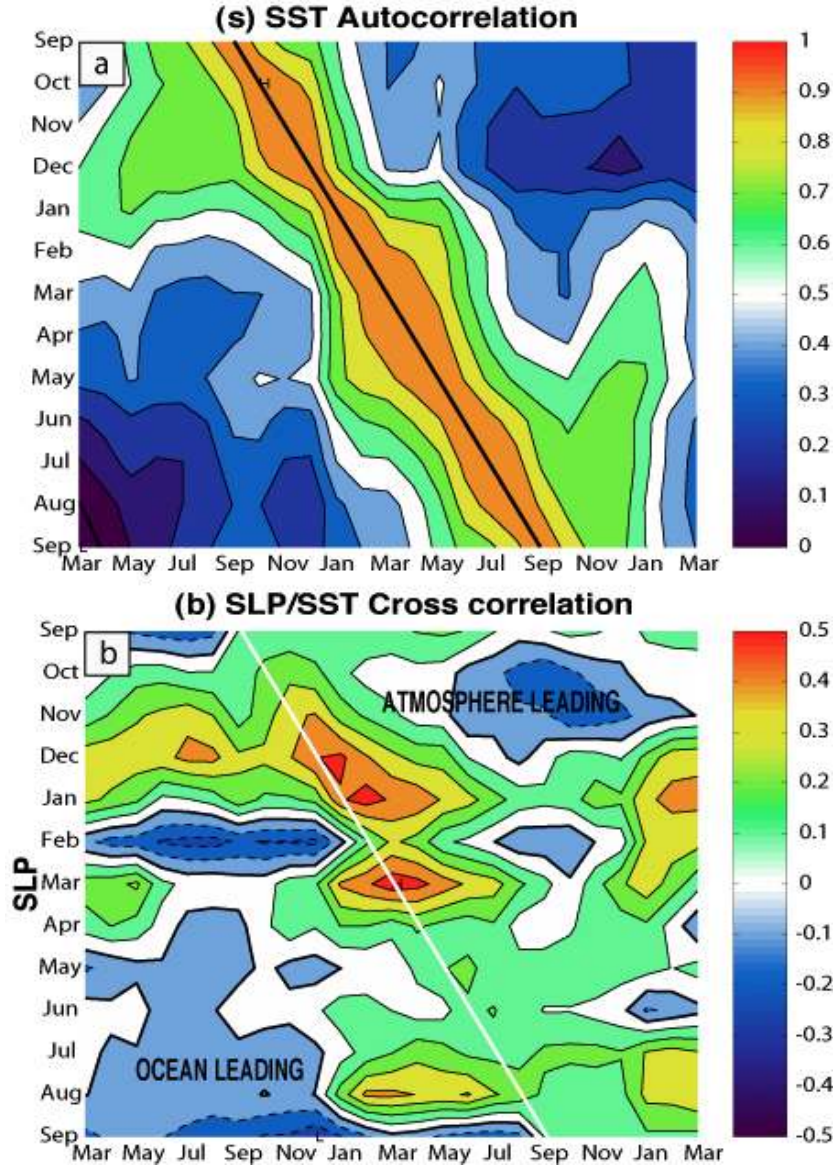 (s) SST Autocorrelation
a
Sep
Oct
Nov
Dec
Jan
Feb
Mar
Apr
May
Jun
Jul
Aug
Sep
Mar May Jul Sep Nov Jan Mar May Jul Sep Nov Jan Mar
1
0.9
0.8
0.7
0.6
0.5
0.4
0.3
0.2
0.1
0
H
L
(b) SLP/SST Cross correlation
b
SLP
Sep
Oct
Nov
Dec
Jan
Feb
Mar
Apr
May
Jun
Jul
Aug
Sep
ATMOSPHERE LEADING
OCEAN LEADING
L
Mar May Jul Sep Nov Jan Mar May Jul Sep Nov Jan Mar
0.5
0.4
0.3
0.2
0.1
0
-0.1
-0.2
-0.3
-0.4
-0.5